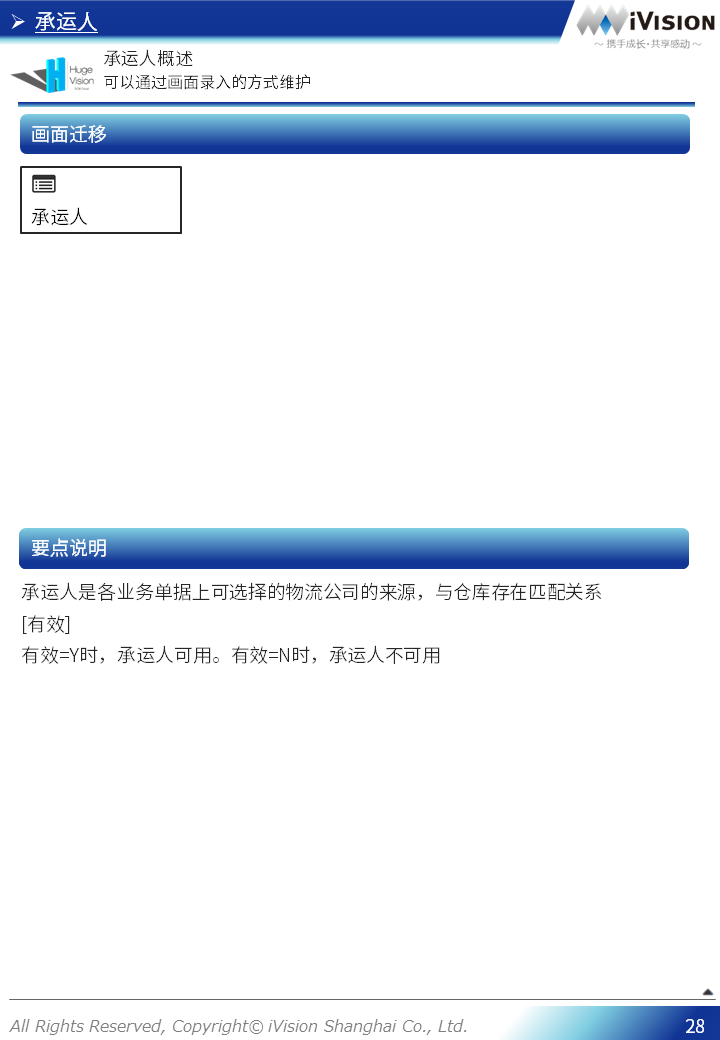 承运人
iVISION
～ 携手成长·共享感动 ～
Huge
Vision
承运人概述
可以通过画面录入的方式维护
画面迁移
承运人
要点说明
承运人是各业务单据上可选择的物流公司的来源，与仓库存在匹配关系
[有效]
有效=Y时，承运人可用。有效=N时，承运人不可用
All Rights Reserved, Copyright© iVision Shanghai Co., Ltd.
28